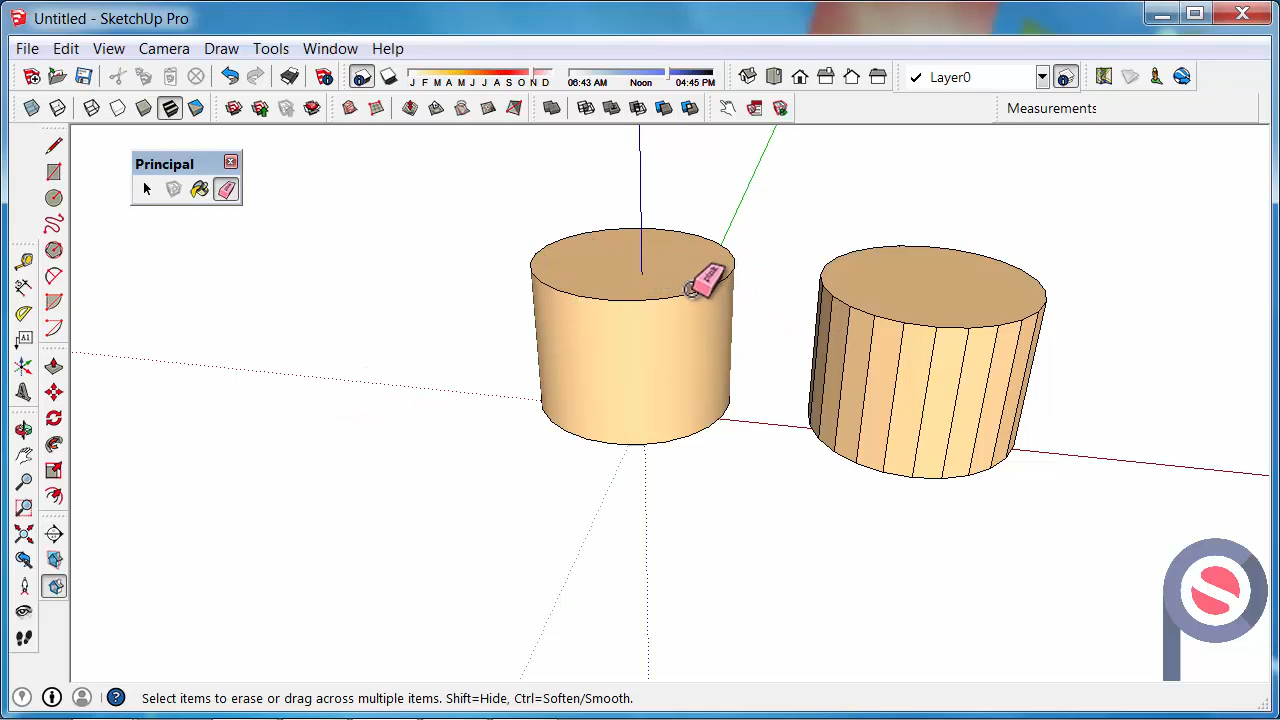 Untitled - SketchUp Pro
File Edit View Camera Draw Tools Window Help
J F M A M J J A S O N D
06:43 AM Noon 04:45 PM
Layer0
Measurements
Principal
A1
Select items to erase or drag across multiple items. Shift=Hide, Ctrl=Soften/Smooth.